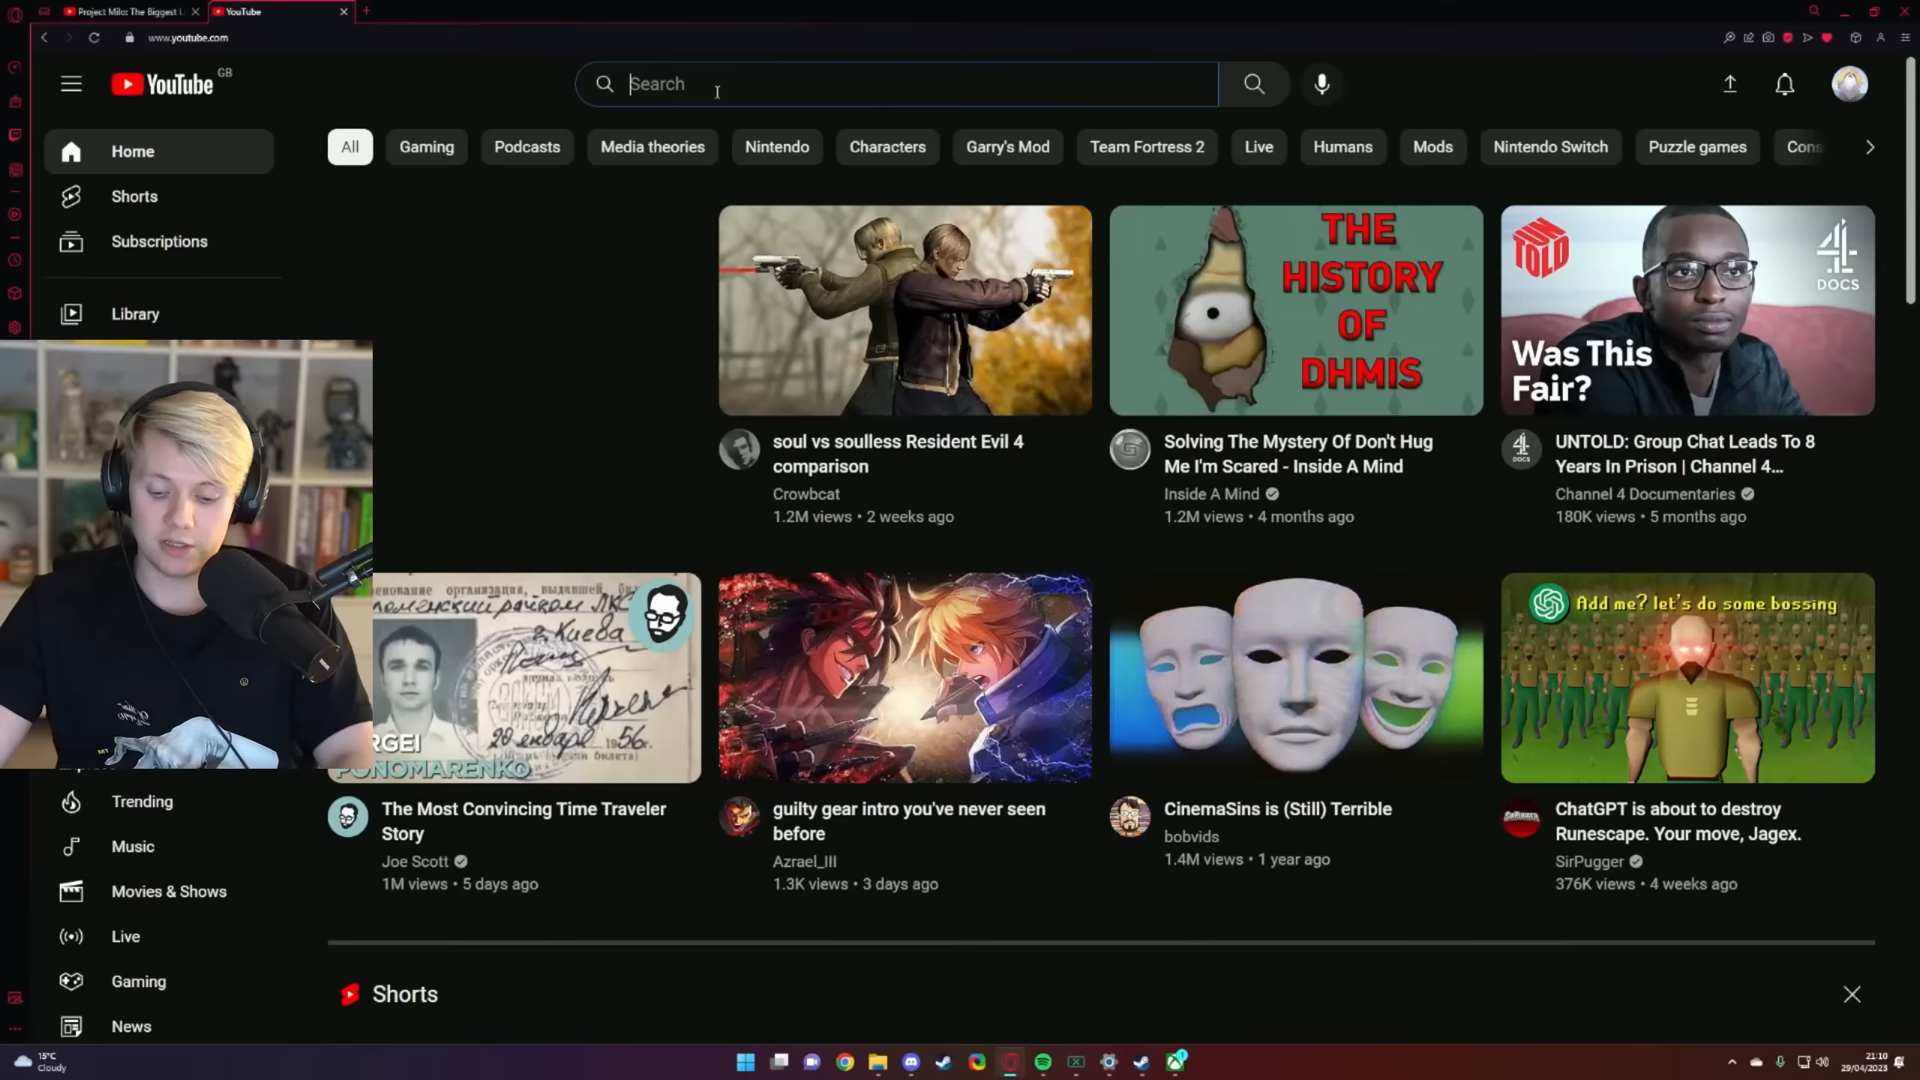 Project Milo: The Biggest L
YouTube
www.youtube.com
YouTube GB
Search
Home
Shorts
Subscriptions
Library
Trending
Music
Movies & Shows
Live
Gaming
News
All
Gaming
Podcasts
Media theories
Nintendo
Characters
Garry's Mod
Team Fortress 2
Live
Humans
Mods
Nintendo Switch
Puzzle games
Cons
THE
HISTORY
OF
DHMIS
UNTOLD
4
DOCS
Was This
Fair?
soul vs soulless Resident Evil 4
comparison
Crowbcat
1.2M views • 2 weeks ago
Solving The Mystery Of Don't Hug
Me I'm Scared - Inside A Mind
Inside A Mind
1.2M views • 4 months ago
UNTOLD: Group Chat Leads To 8
Years In Prison | Channel 4...
Channel 4 Documentaries
180K views • 5 months ago
RGEI
PONOMARENKO
г. Киева
1956г.
Add me? let's do some bossing
The Most Convincing Time Traveler
Story
Joe Scott
1M views • 5 days ago
guilty gear intro you've never seen
before
Azrael_III
1.3K views • 3 days ago
CinemaSins is (Still) Terrible
bobvids
1.4M views • 1 year ago
ChatGPT is about to destroy
Runescape. Your move, Jagex.
SirPugger
376K views • 4 weeks ago
Shorts
15°C
Cloudy
21:10
29/04/2023